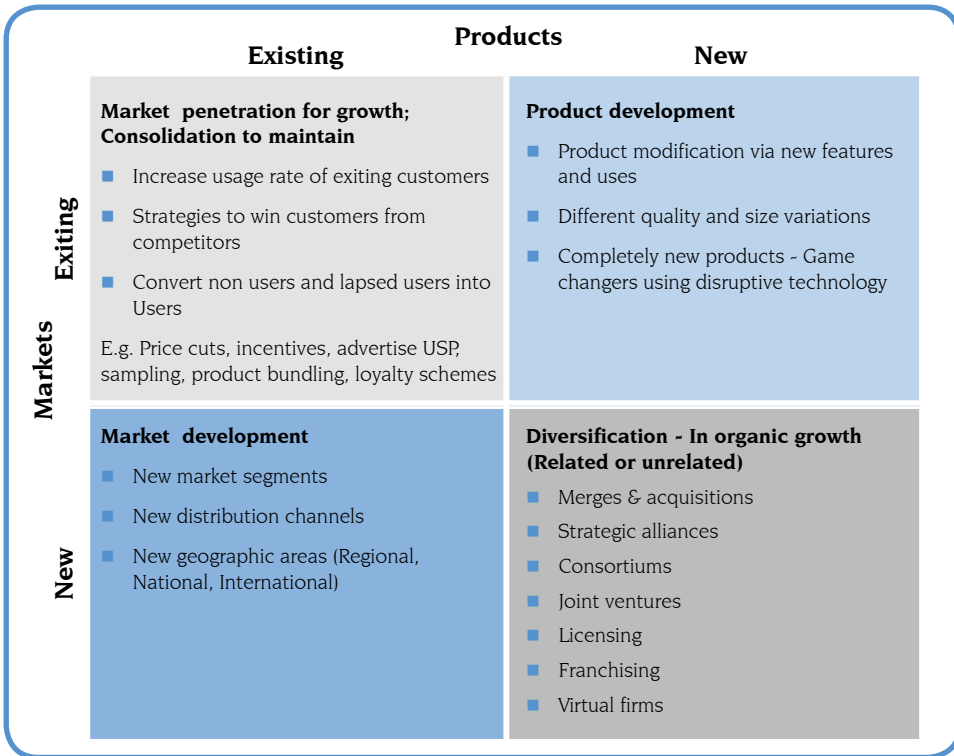 Products
Existing
New
Markets
Exiting
Market penetration for growth;
Consolidation to maintain
Increase usage rate of exiting customers
Strategies to win customers from
competitors
Convert non users and lapsed users into
Users
E.g. Price cuts, incentives, advertise USP,
sampling, product bundling, loyalty schemes
Product development
Product modification via new features
and uses
Different quality and size variations
Completely new products - Game
changers using disruptive technology
New
Market development
New market segments
New distribution channels
New geographic areas (Regional,
National, International)
Diversification - In organic growth
(Related or unrelated)
Merges & acquisitions
Strategic alliances
Consortiums
Joint ventures
Licensing
Franchising
Virtual firms